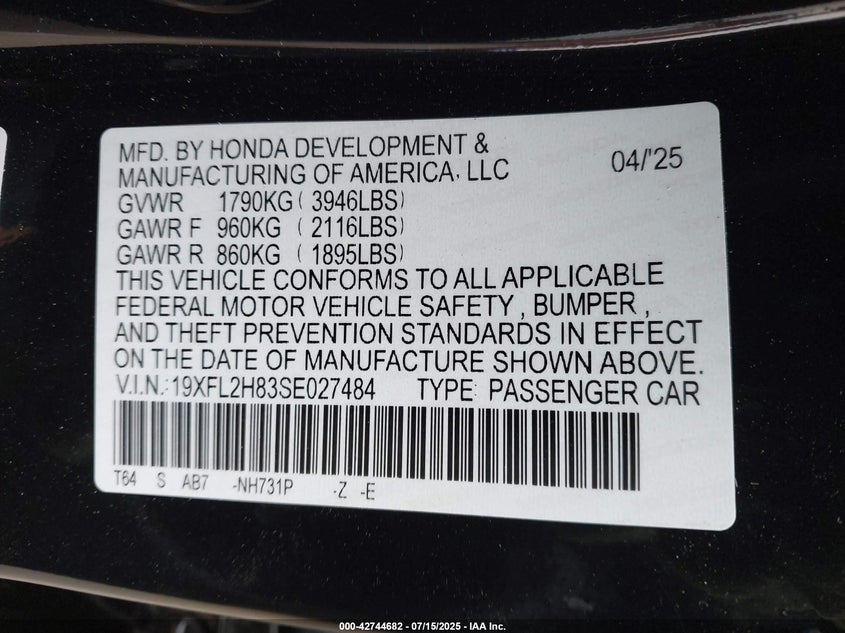 MFD. BY HONDA DEVELOPMENT &
MANUFACTURING OF AMERICA, LLC 04/'25
GVWR 1790KG ( 3946LBS)
GAWR F 960KG ( 2116LBS)
GAWR R 860KG ( 1895LBS)
THIS VEHICLE CONFORMS TO ALL APPLICABLE
FEDERAL MOTOR VEHICLE SAFETY , BUMPER ,
AND THEFT PREVENTION STANDARDS IN EFFECT
ON THE DATE OF MANUFACTURE SHOWN ABOVE.
V.I.N.:19XFL2H83SE027484 TYPE: PASSENGER CAR
T64 S AB7 -NH731P -Z -E
000-42744682 - 07/15/2025 - IAA Inc.